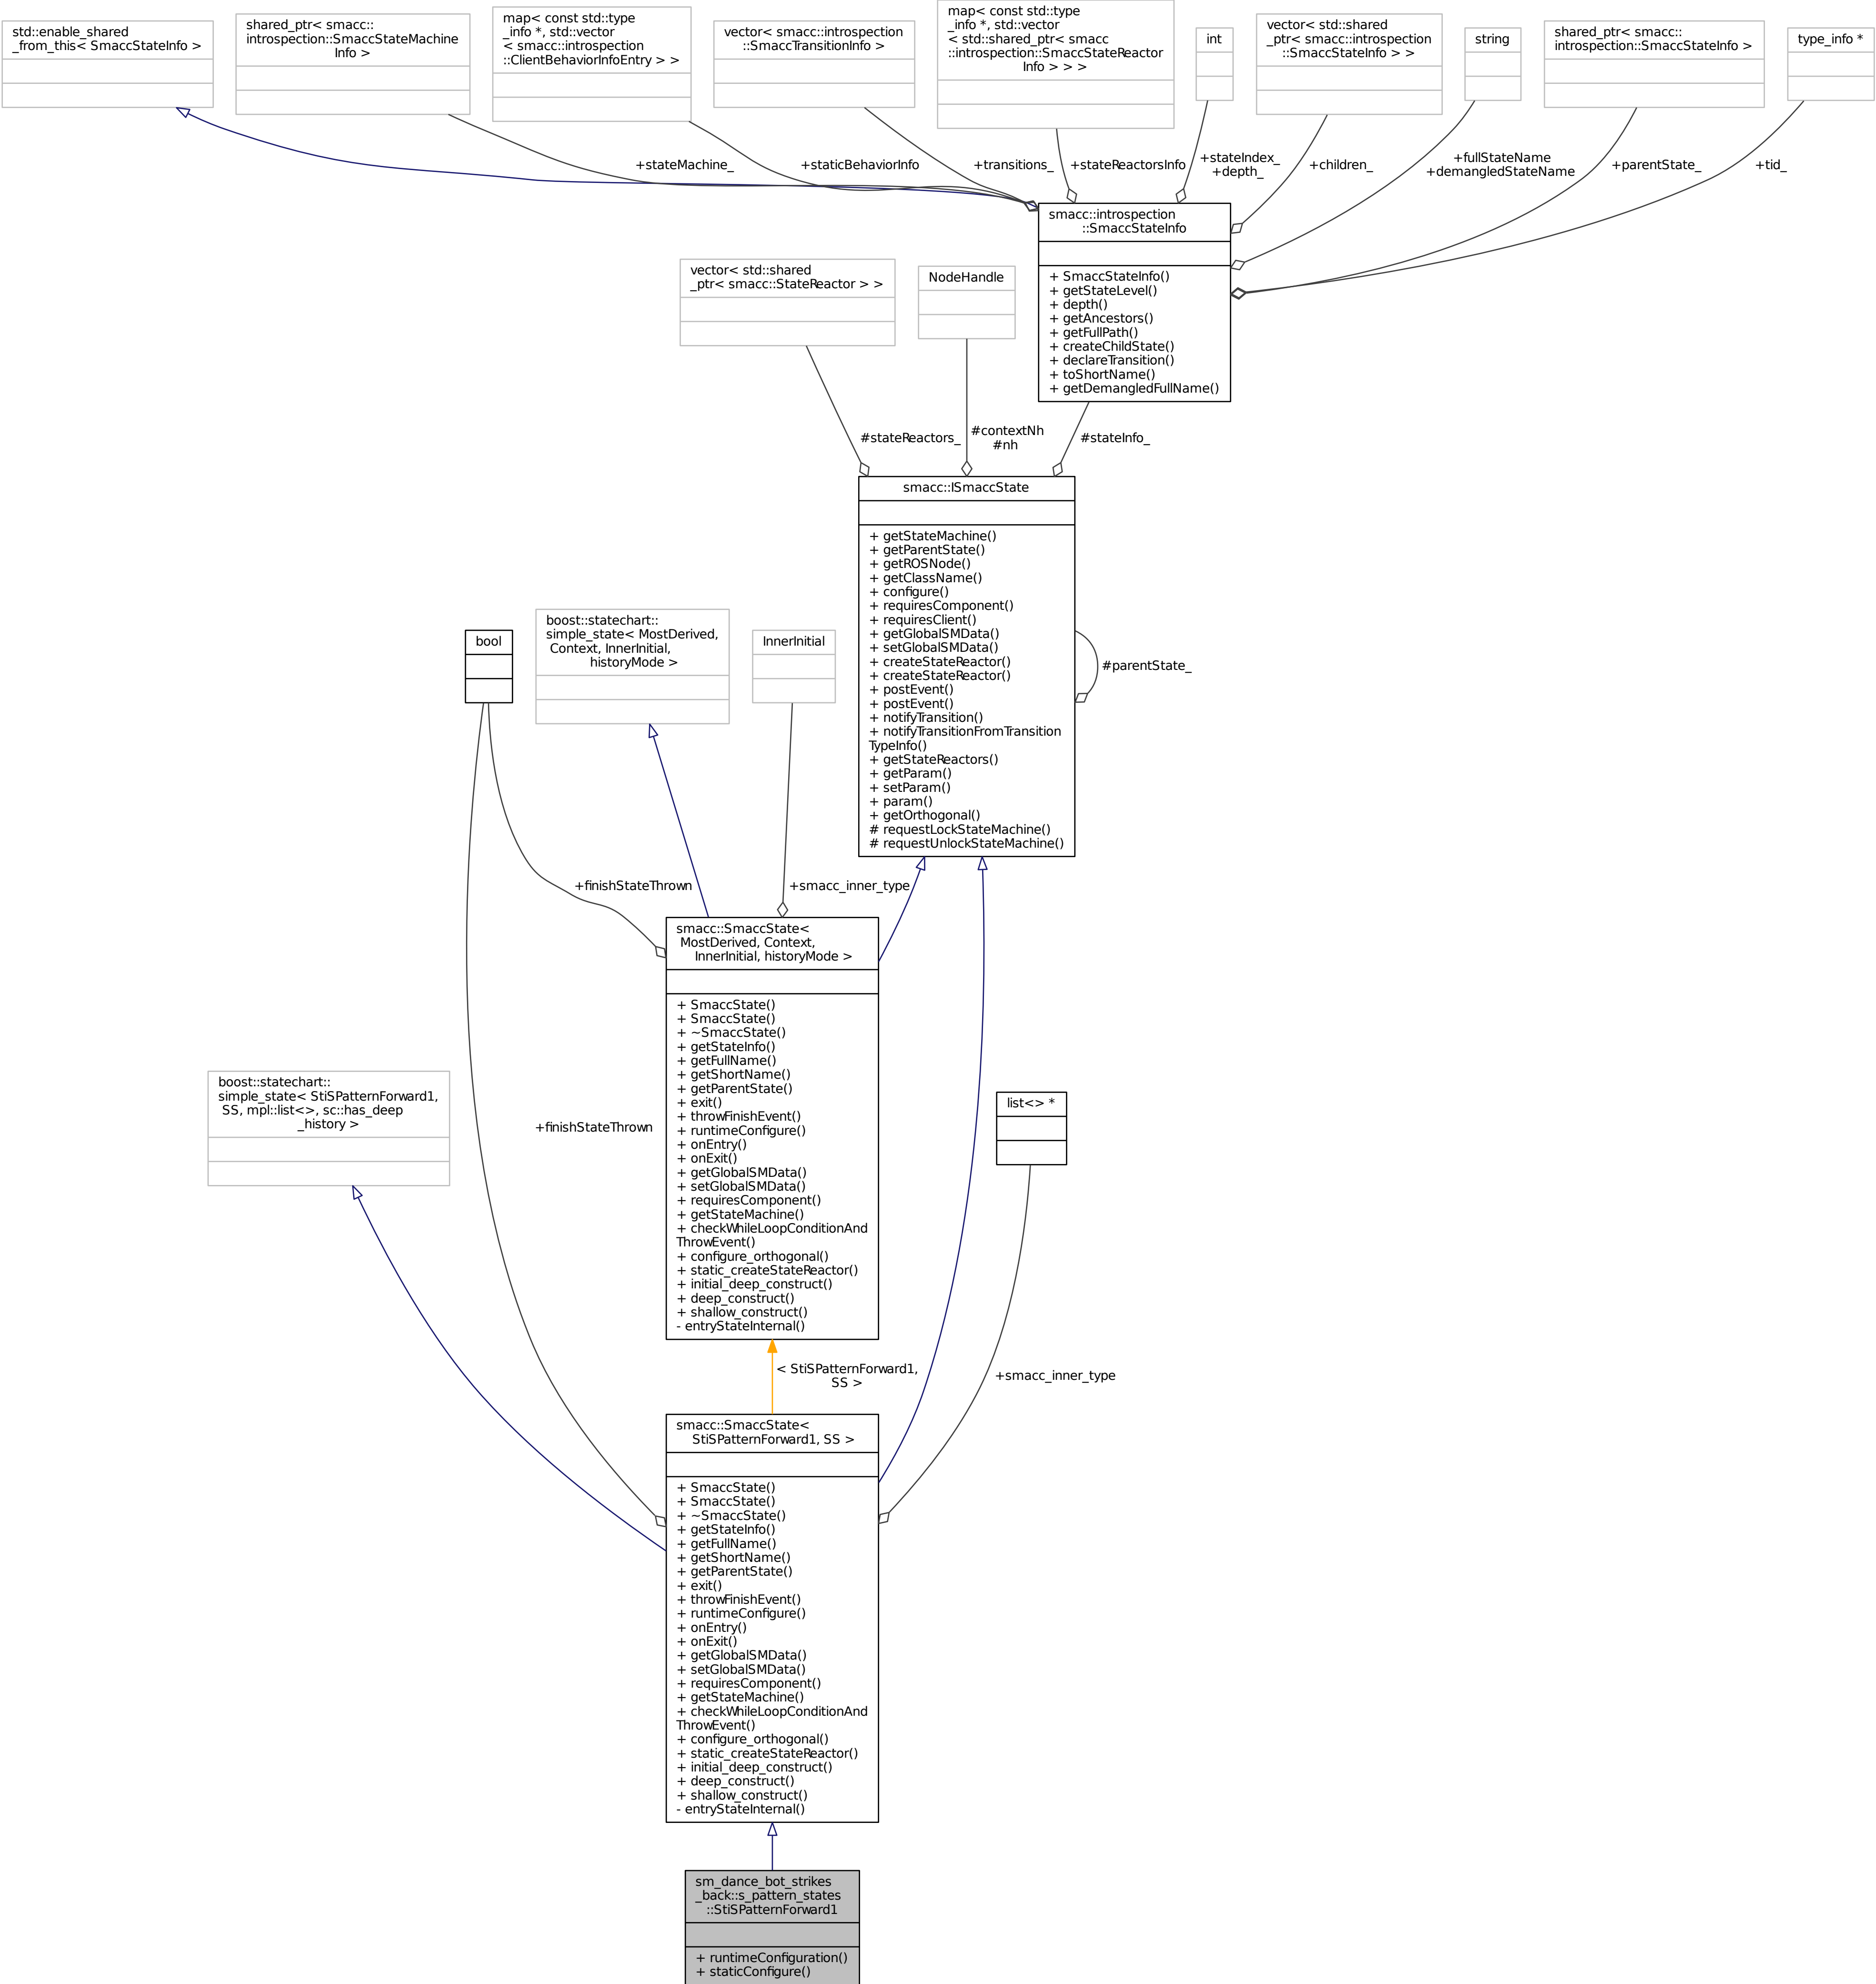 std::enable_shared
_from_this< SmaccStateInfo >
shared_ptr< smacc::
introspection::SmaccStateMachine
Info >
map< const std::type
_info *, std::vector
< smacc::introspection
::ClientBehaviorInfoEntry > >
vector< smacc::introspection
::SmaccTransitionInfo >
map< const std::type
_info *, std::vector
< std::shared_ptr< smacc
::introspection::SmaccStateReactor
Info > > >
int
vector< std::shared
_ptr< smacc::introspection
::SmaccStateInfo > >
string
shared_ptr< smacc::
introspection::SmaccStateInfo >
type_info *
+stateMachine_
+staticBehaviorInfo
+transitions_
+stateReactorsInfo
+stateIndex_
+depth_
+children_
+fullStateName
+demangledStateName
+parentState_
+tid_
smacc::introspection
::SmaccStateInfo
+ SmaccStateInfo()
+ getStateLevel()
+ depth()
+ getAncestors()
+ getFullPath()
+ createChildState()
+ declareTransition()
+ toShortName()
+ getDemangledFullName()
vector< std::shared
_ptr< smacc::StateReactor > >
NodeHandle
#stateReactors_
#contextNh
#nh
#stateInfo_
smacc::ISmaccState
+ getStateMachine()
+ getParentState()
+ getROSNode()
+ getClassName()
+ configure()
+ requiresComponent()
+ requiresClient()
+ getGlobalSMData()
+ setGlobalSMData()
+ createStateReactor()
+ createStateReactor()
+ postEvent()
+ postEvent()
+ notifyTransition()
+ notifyTransitionFromTransition
TypeInfo()
+ getStateReactors()
+ getParam()
+ setParam()
+ param()
+ getOrthogonal()
# requestLockStateMachine()
# requestUnlockStateMachine()
#parentState_
bool
boost::statechart::
simple_state< MostDerived,
Context, InnerInitial,
historyMode >
InnerInitial
+finishStateThrown
+smacc_inner_type
smacc::SmaccState<
MostDerived, Context,
InnerInitial, historyMode >
+ SmaccState()
+ SmaccState()
+ ~SmaccState()
+ getStateInfo()
+ getFullName()
+ getShortName()
+ getParentState()
+ exit()
+ throwFinishEvent()
+ runtimeConfigure()
+ onEntry()
+ onExit()
+ getGlobalSMData()
+ setGlobalSMData()
+ requiresComponent()
+ getStateMachine()
+ checkWhileLoopConditionAnd
ThrowEvent()
+ configure_orthogonal()
+ static_createStateReactor()
+ initial_deep_construct()
+ deep_construct()
+ shallow_construct()
- entryStateInternal()
boost::statechart::
simple_state< StiSPatternForward1,
SS, mpl::list<>, sc::has_deep
_history >
+finishStateThrown
list<> *
< StiSPatternForward1,
SS >
+smacc_inner_type
smacc::SmaccState<
StiSPatternForward1, SS >
+ SmaccState()
+ SmaccState()
+ ~SmaccState()
+ getStateInfo()
+ getFullName()
+ getShortName()
+ getParentState()
+ exit()
+ throwFinishEvent()
+ runtimeConfigure()
+ onEntry()
+ onExit()
+ getGlobalSMData()
+ setGlobalSMData()
+ requiresComponent()
+ getStateMachine()
+ checkWhileLoopConditionAnd
ThrowEvent()
+ configure_orthogonal()
+ static_createStateReactor()
+ initial_deep_construct()
+ deep_construct()
+ shallow_construct()
- entryStateInternal()
sm_dance_bot_strikes
_back::s_pattern_states
::StiSPatternForward1
+ runtimeConfiguration()
+ staticConfigure()